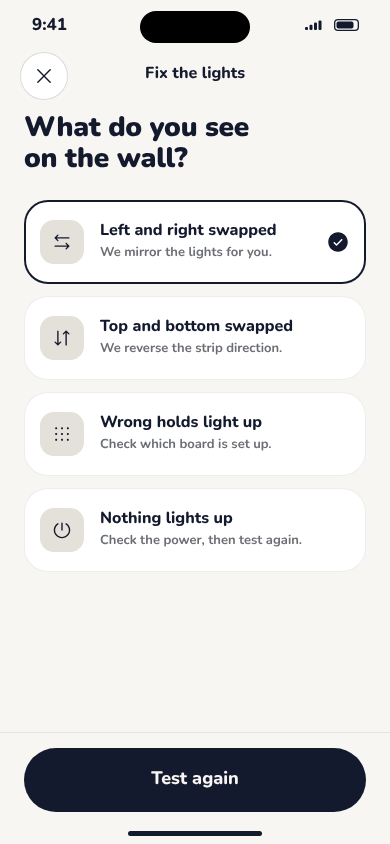 9:41
Fix the lights
What do you see
on the wall?
Left and right swapped
We mirror the lights for you.
Top and bottom swapped
We reverse the strip direction.
Wrong holds light up
Check which board is set up.
Nothing lights up
Check the power, then test again.
Test again